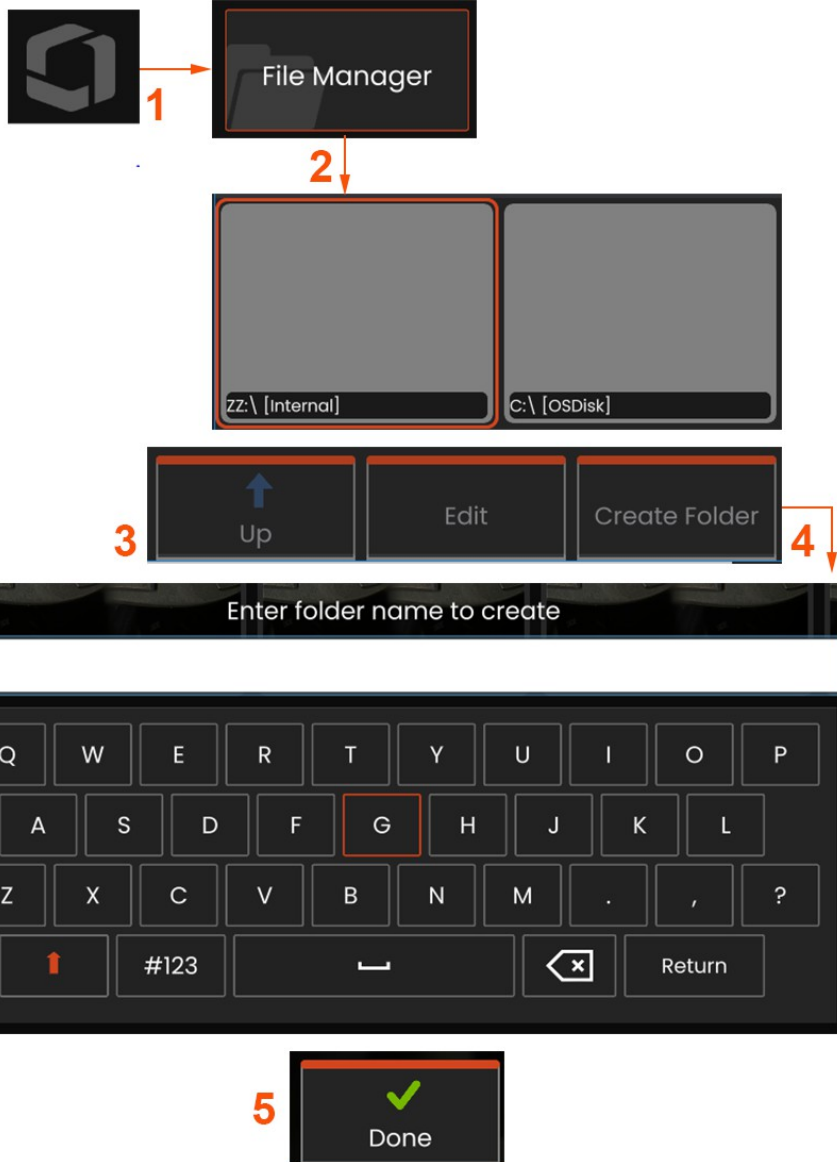 1
File Manager
2
ZZ:\ [Internal]
C:\ [OSDisk]
3
Up
Edit
Create Folder
4
Enter folder name to create
Q W E R T Y U I O P
A S D F G H J K L
Z X C V B N M . , ?
#123
Return
5
Done